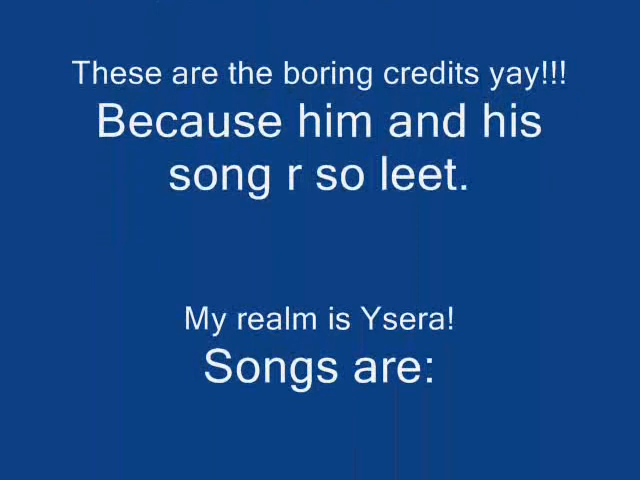 These are the boring credits yay!!!
Because him and his
song r so leet.
My realm is Ysera!
Songs are: